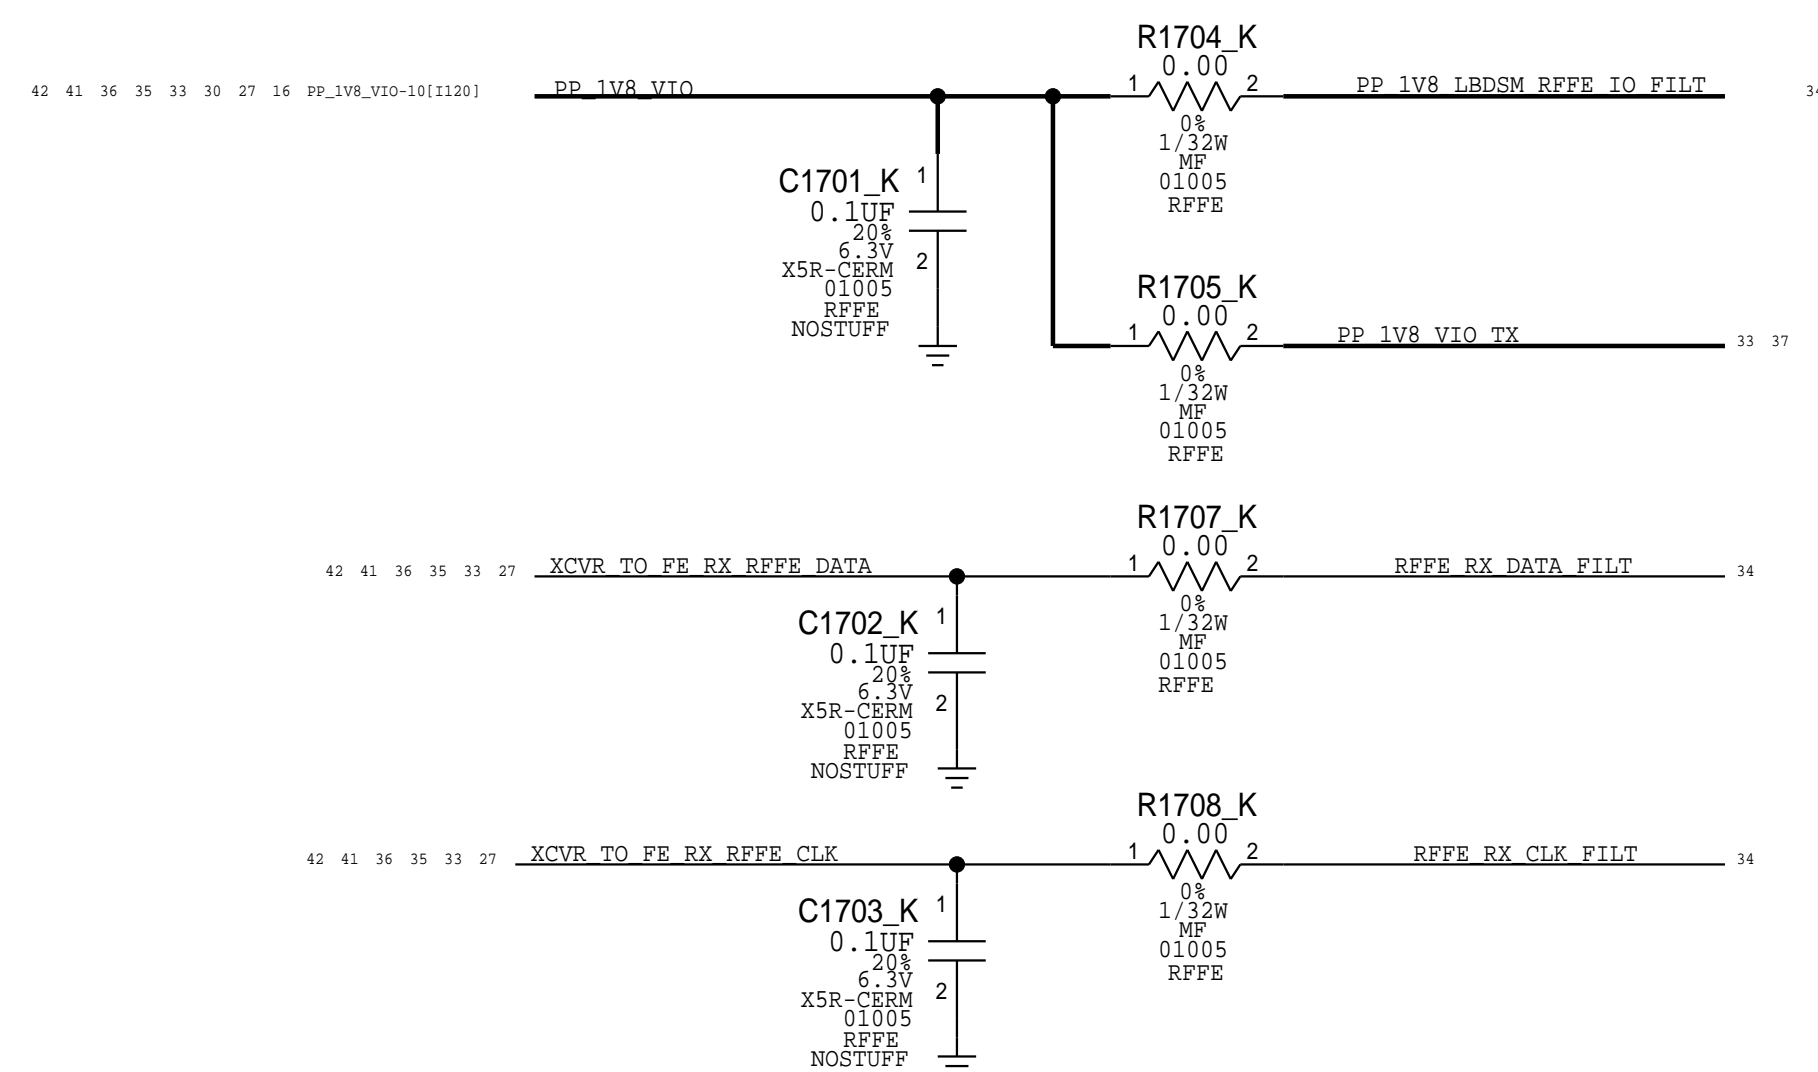 R1704_K
0.00
42 41 36 35 33 30 27 16 PP_1V8_VIO-10[I120] PP_1V8_VIO 1 2 PP_1V8_LBDSM_RFFE_IO_FILT
0%
1/32W
MF
01005
RFFE
C1701_K 1
0.1UF
20%
6.3V
X5R-CERM 2
01005
RFFE
NOSTUFF
R1705_K
0.00
1 2 PP_1V8_VIO_TX 33 37
0%
1/32W
MF
01005
RFFE
R1707_K
0.00
42 41 36 35 33 27 XCVR_TO_FE_RX_RFFE_DATA 1 2 RFFE_RX_DATA_FILT 34
0%
1/32W
MF
01005
RFFE
C1702_K 1
0.1UF
20%
6.3V
X5R-CERM 2
01005
RFFE
NOSTUFF
R1708_K
0.00
42 41 36 35 33 27 XCVR_TO_FE_RX_RFFE_CLK 1 2 RFFE_RX_CLK_FILT 34
0%
1/32W
MF
01005
RFFE
C1703_K 1
0.1UF
20%
6.3V
X5R-CERM 2
01005
RFFE
NOSTUFF